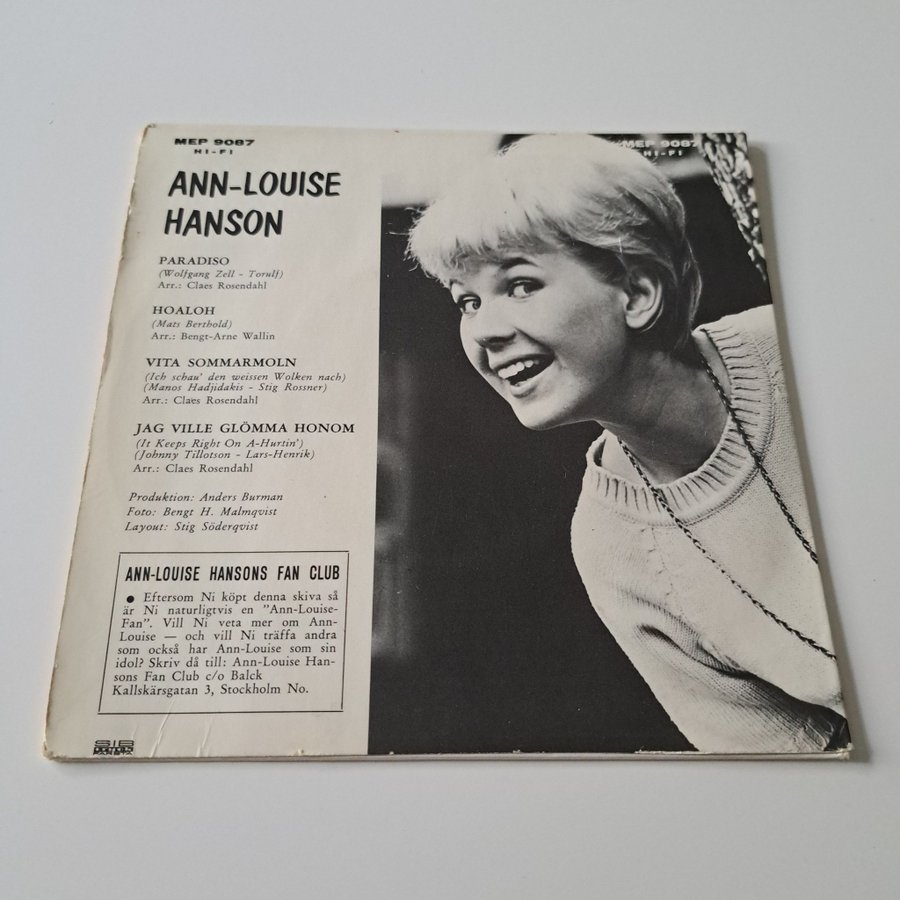 MEP 9087
HI-FI
MEP 9087
HI-FI
ANN-LOUISE
HANSON
PARADISO
(Wolfgang Zell - Torulf)
Arr.: Claes Rosendahl
HOALOH
(Mats Berthold)
Arr.: Bengt-Arne Wallin
VITA SOMMARMOLN
(Ich schau' den weissen Wolken nach)
(Manos Hadjidakis - Stig Rossner)
Arr.: Claes Rosendahl
JAG VILLE GLÖMMA HONOM
(It Keeps Right On A-Hurtin')
(Johnny Tillotson - Lars-Henrik)
Arr.: Claes Rosendahl
Produktion: Anders Burman
Foto: Bengt H. Malmqvist
Layout: Stig Söderqvist
ANN-LOUISE HANSONS FAN CLUB
• Eftersom Ni köpt denna skiva så
är Ni naturligtvis en "Ann-Louise-
Fan". Vill Ni veta mer om Ann-
Louise — och vill Ni träffa andra
som också har Ann-Louise som sin
idol? Skriv då till: Ann-Louise Han-
sons Fan Club c/o Balck
Kallskärsgatan 3, Stockholm No.
SIB